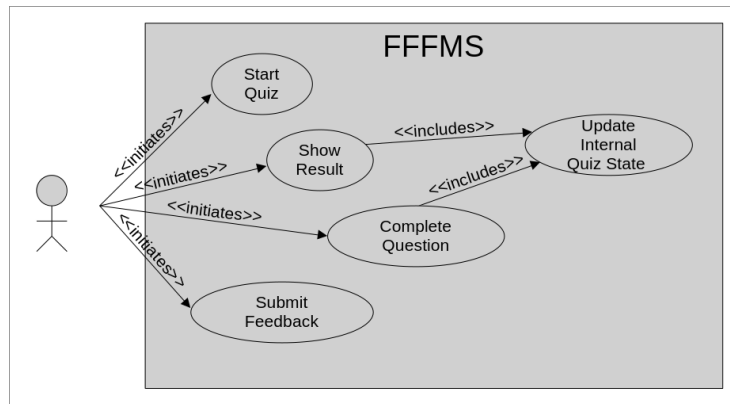 FFFMS
Start
Quiz
<<initiates>>
<<includes>>
Update
Internal
Quiz State
Show
Result
<<initiates>>
<<includes>>
<<initiates>>
Complete
Question
<<initiates>>
Submit
Feedback